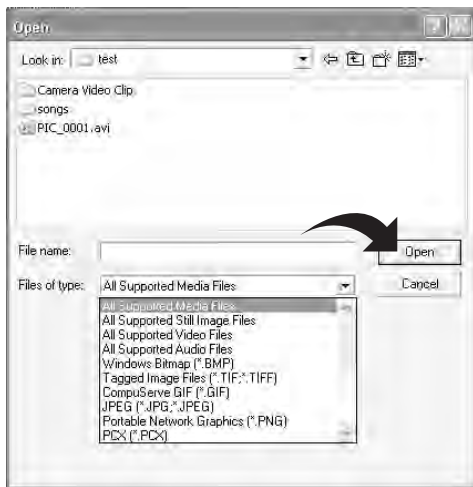 Open
Look in: test
Camera Video Clip
songs
PIC_0001.avi
File name: Open
Files of type: All Supported Media Files Cancel
All Supported Media Files
All Supported Still Image Files
All Supported Video Files
All Supported Audio Files
Windows Bitmap (*.BMP)
Tagged Image Files (*.TIF;*.TIFF)
CompuServe GIF (*.GIF)
JPEG (*.JPG;*.JPEG)
Portable Network Graphics (*.PNG)
PCX (*.PCX)